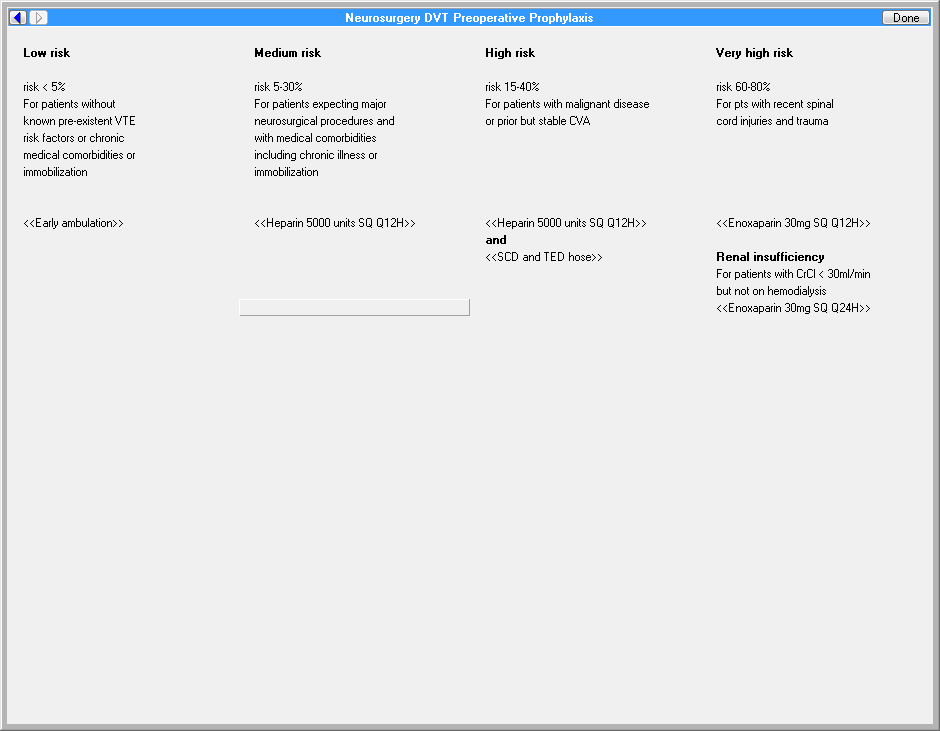 Neurosurgery DVT Preoperative Prophylaxis
Done
Low risk
risk < 5%
For patients without
known pre-existent VTE
risk factors or chronic
medical comorbidities or
immobilization
<<Early ambulation>>
Medium risk
risk 5-30%
For patients expecting major
neurosurgical procedures and
with medical comorbidities
including chronic illness or
immobilization
<<Heparin 5000 units SQ Q12H>>
High risk
risk 15-40%
For patients with malignant disease
or prior but stable CVA
<<Heparin 5000 units SQ Q12H>>
and
<<SCD and TED hose>>
Very high risk
risk 60-80%
For pts with recent spinal
cord injuries and trauma
<<Enoxaparin 30mg SQ Q12H>>
Renal insufficiency
For patients with CrCl < 30ml/min
but not on hemodialysis
<<Enoxaparin 30mg SQ Q24H>>